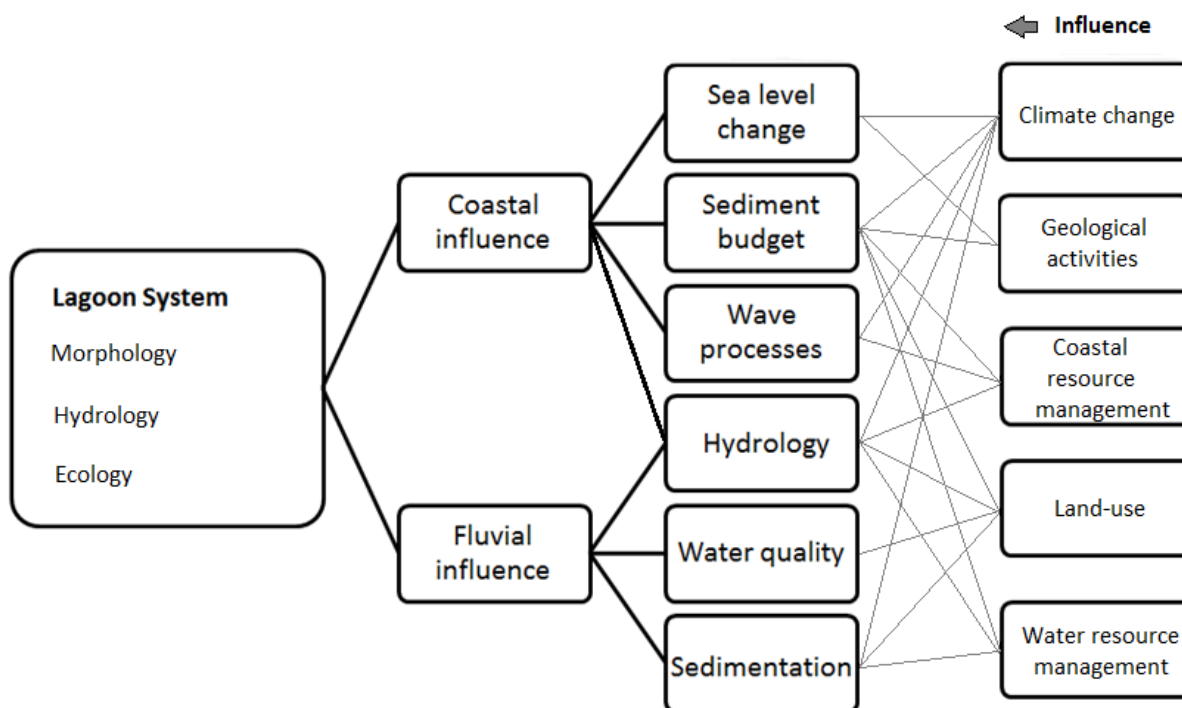 Influence
Lagoon System
Morphology
Hydrology
Ecology
Coastal
influence
Fluvial
influence
Sea level
change
Sediment
budget
Wave
processes
Hydrology
Water quality
Sedimentation
Climate change
Geological
activities
Coastal
resource
management
Land-use
Water resource
management